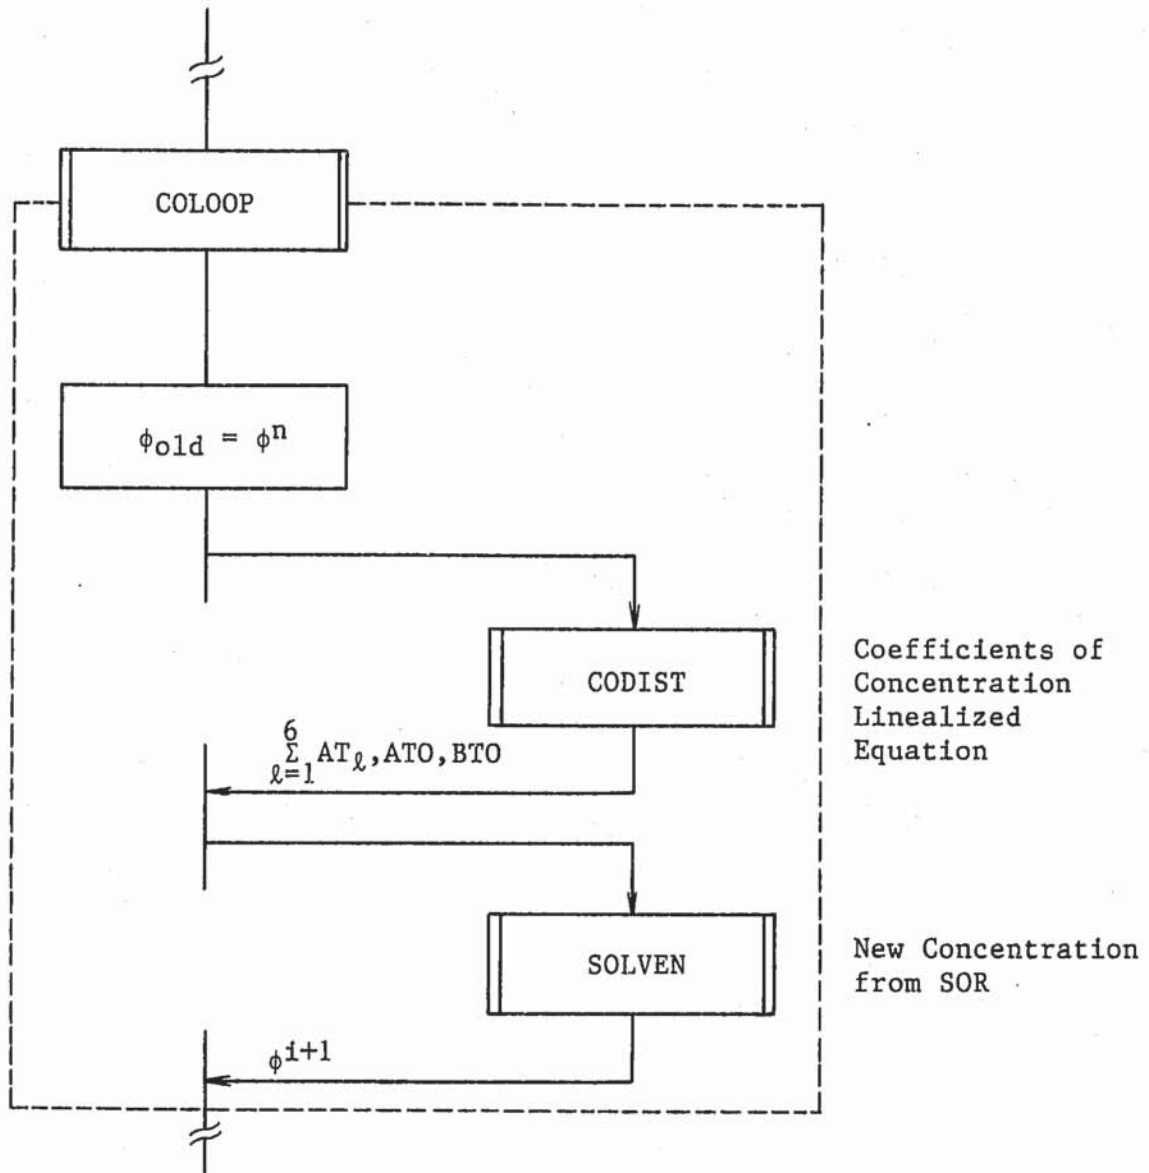 COLOOP
ϕold = ϕⁿ
CODIST
Coefficients of
Concentration
Linealized
Equation
6
Σ ATℓ,ATO,BTO
ℓ=1
SOLVEN
New Concentration
from SOR
ϕⁱ⁺¹